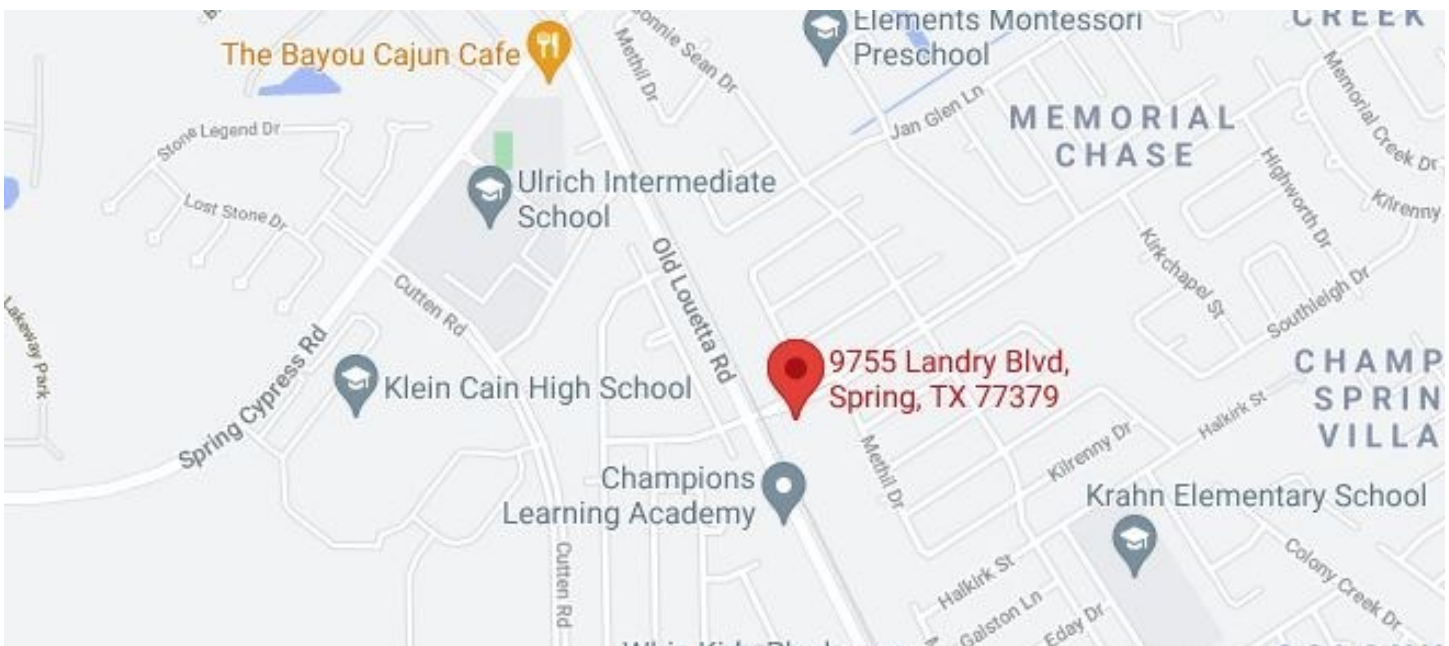 Elements Montessori
Preschool
CREEK
The Bayou Cajun Cafe
Methil Dr
Sean Dr
Memorial Creek Dr
Jan Glen Ln
MEMORIAL
CHASE
Stone Legend Dr
Highworth Dr
Kilrenny
Ulrich Intermediate
School
Lost Stone Dr
Kirkchapel St
Old Louetta Rd
Southleigh Dr
Cutten Rd
Lakeway Park
Spring Cypress Rd
9755 Landry Blvd,
Spring, TX 77379
CHAMP
SPRIN
VILLA
Klein Cain High School
Halkirk St
Kilrenny Dr
Methil Dr
Champions
Learning Academy
Krahn Elementary School
Cutten Rd
Halkirk St
Colony Creek Dr
Galston Ln
Eday Dr